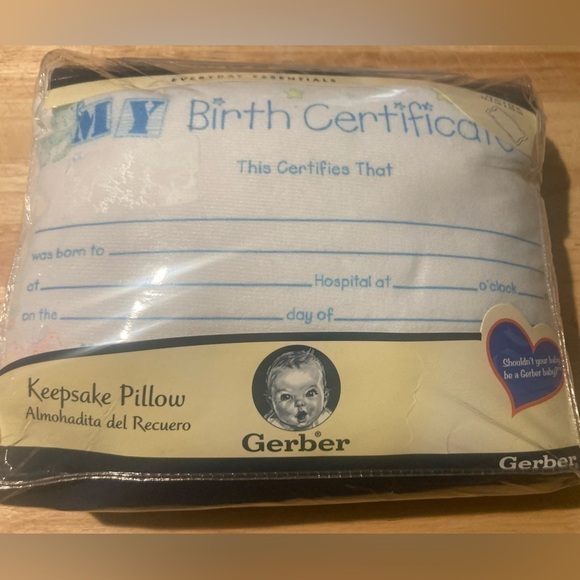 EVERYDAY ESSENTIALS
MY Birth Certificate
This Certifies That
was born to
at Hospital at o'clock
on the day of
Shouldn't your baby
be a Gerber baby?
Keepsake Pillow
Almohadita del Recuero
Gerber
Gerber